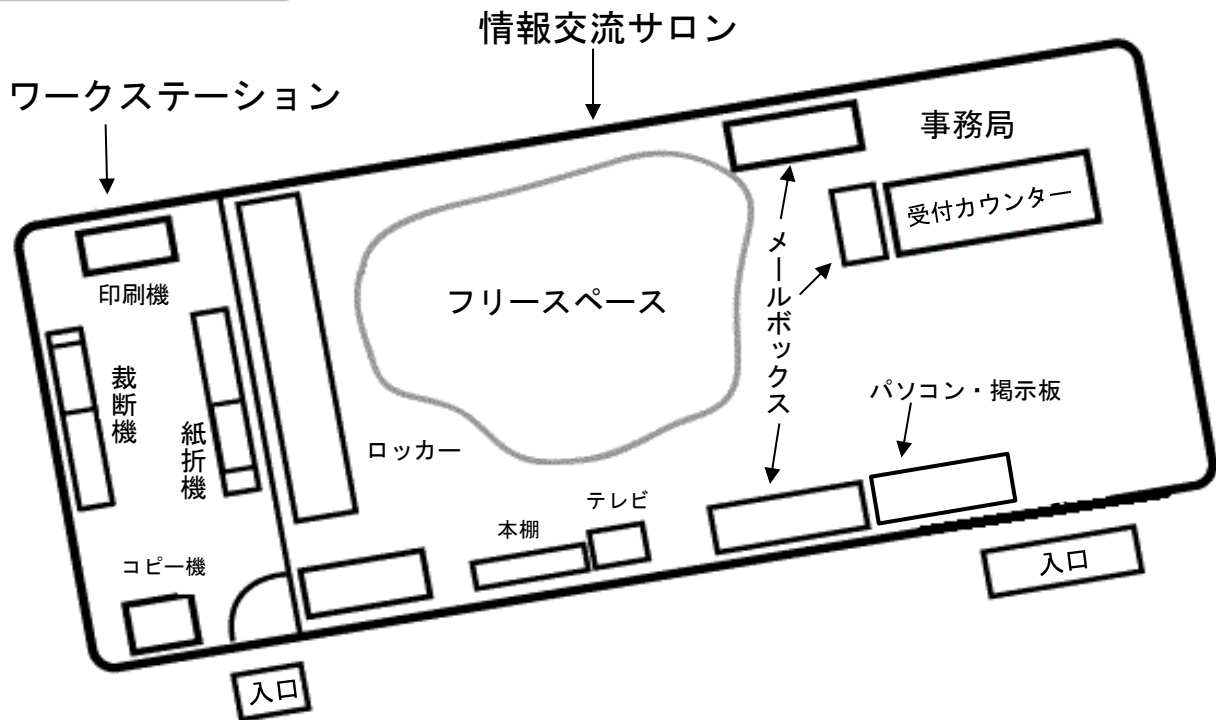 情報交流サロン
ワークステーション
事務局
受付カウンター
メールボックス
印刷機
フリースペース
裁断機
紙折機
パソコン・掲示板
ロッカー
テレビ
本棚
コピー機
入口
入口